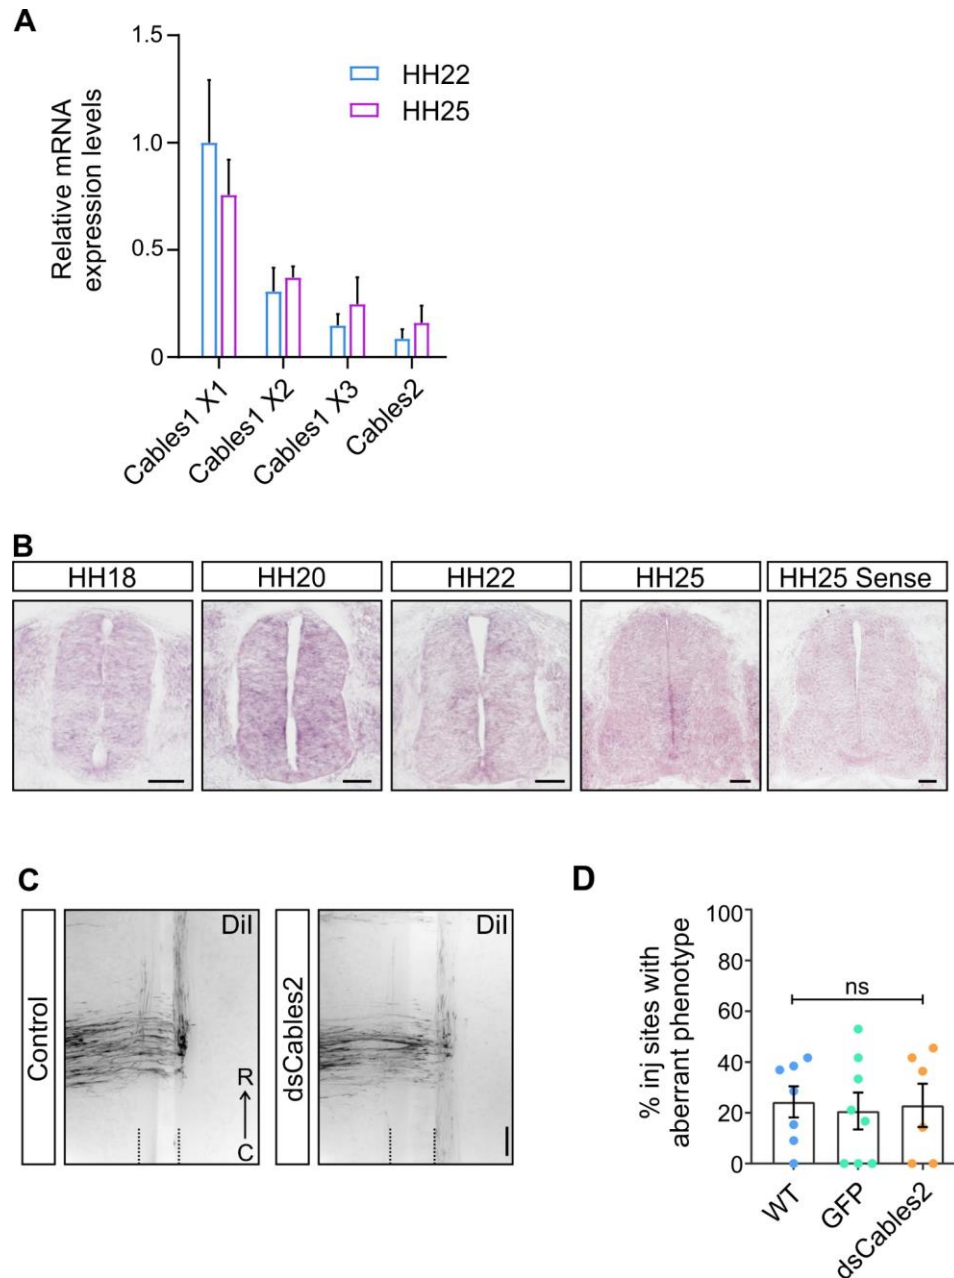 A
1.5
1.0
0.5
0
Relative mRNA
expression levels
HH22
HH25
Cables1 X1
Cables1 X2
Cables1 X3
Cables2
B
HH18
HH20
HH22
HH25
HH25 Sense
C
Control
DiI
R
C
dsCables2
DiI
D
% inj sites with
aberrant phenotype
100
80
60
40
20
0
ns
WT
GFP
dsCables2